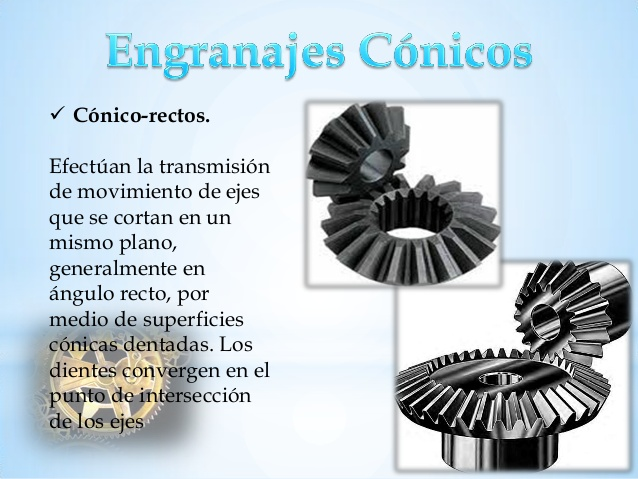 Engranajes Cónicos
✓ Cónico-rectos.
Efectúan la transmisión
de movimiento de ejes
que se cortan en un
mismo plano,
generalmente en
ángulo recto, por
medio de superficies
cónicas dentadas. Los
dientes convergen en el
punto de intersección
de los ejes